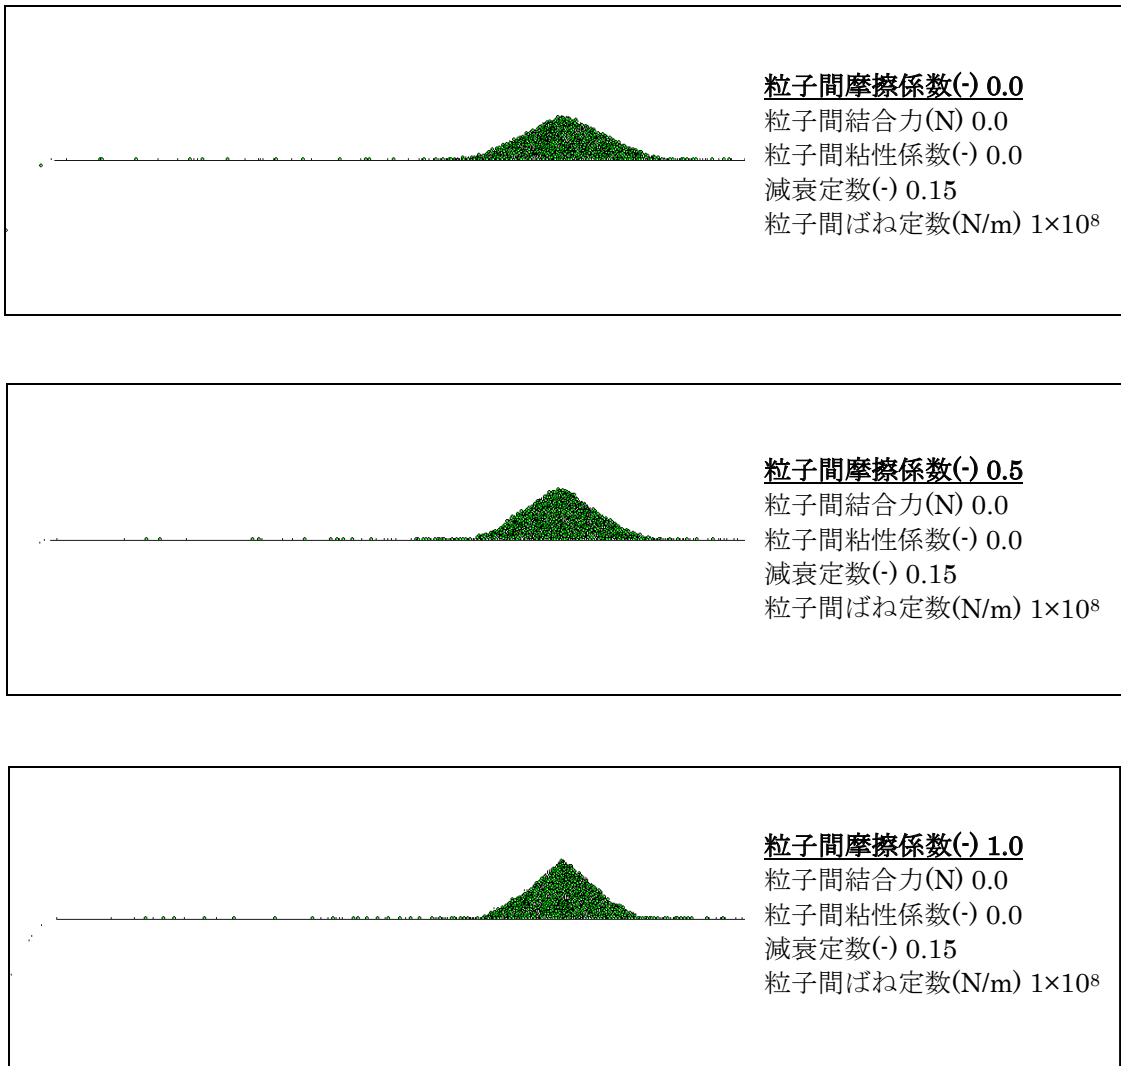 粒子間摩擦係数(-) 0.0
粒子間結合力(N) 0.0
粒子間粘性係数(-) 0.0
減衰定数(-) 0.15
粒子間ばね定数(N/m) 1×10⁸
粒子間摩擦係数(-) 0.5
粒子間結合力(N) 0.0
粒子間粘性係数(-) 0.0
減衰定数(-) 0.15
粒子間ばね定数(N/m) 1×10⁸
粒子間摩擦係数(-) 1.0
粒子間結合力(N) 0.0
粒子間粘性係数(-) 0.0
減衰定数(-) 0.15
粒子間ばね定数(N/m) 1×10⁸